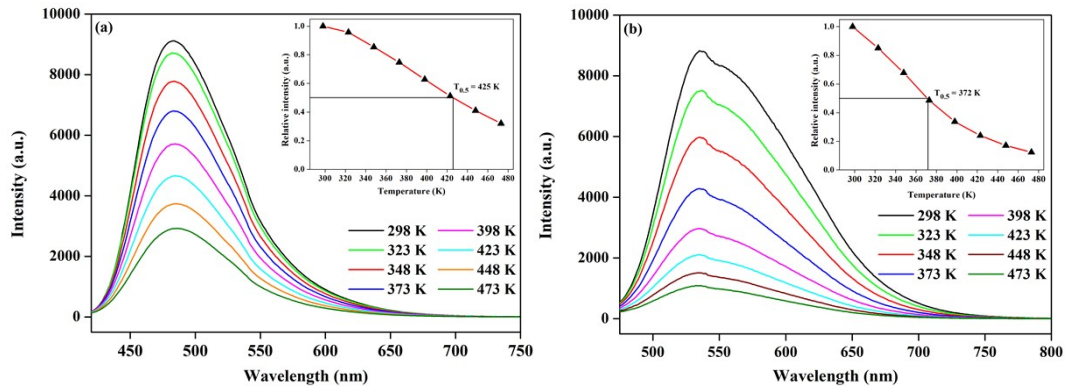 (a)
10000
8000
6000
4000
2000
0
Intensity (a.u.)
450 500 550 600 650 700 750
Wavelength (nm)
298 K 398 K
323 K 423 K
348 K 448 K
373 K 473 K
1.0
0.8
0.6
0.4
0.2
0.0
Relative intensity (a.u.)
T0.5 = 425 K
280 300 320 340 360 380 400 420 440 460 480
Temperature (K)
(b)
10000
8000
6000
4000
2000
0
Intensity (a.u.)
500 550 600 650 700 750 800
Wavelength (nm)
298 K 398 K
323 K 423 K
348 K 448 K
373 K 473 K
1.0
0.8
0.6
0.4
0.2
0.0
Relative intensity (a.u.)
T0.5 = 372 K
280 300 320 340 360 380 400 420 440 460 480
Temperature (K)